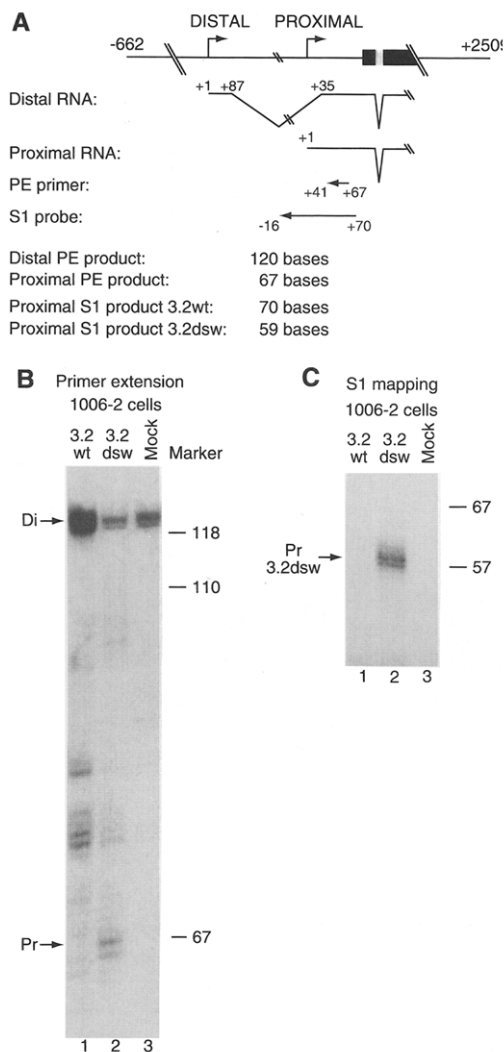 A
DISTAL PROXIMAL
-662 +2509
Distal RNA: +1 +87 +35
Proximal RNA: +1
PE primer: +41 +67
S1 probe: -16 +70
Distal PE product: 120 bases
Proximal PE product: 67 bases
Proximal S1 product 3.2wt: 70 bases
Proximal S1 product 3.2dsw: 59 bases
B Primer extension
1006-2 cells
3.2 wt 3.2 dsw Mock Marker
Di
118
110
67
Pr
1 2 3
C S1 mapping
1006-2 cells
3.2 wt 3.2 dsw Mock
67
Pr
3.2dsw
57
1 2 3